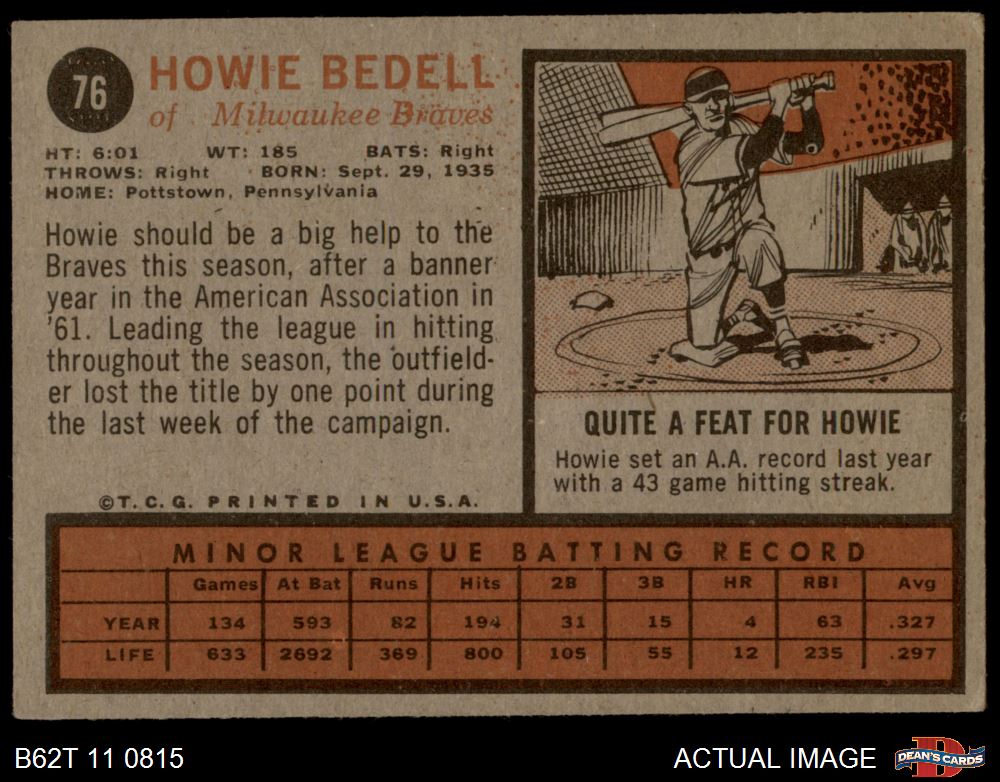 76
HOWIE BEDELL
of Milwaukee Braves
HT: 6:01 WT: 185 BATS: Right
THROWS: Right BORN: Sept. 29, 1935
HOME: Pottstown, Pennsylvania
Howie should be a big help to the
Braves this season, after a banner
year in the American Association in
'61. Leading the league in hitting
throughout the season, the outfield-
er lost the title by one point during
the last week of the campaign.
©T.C.G. PRINTED IN U.S.A.
QUITE A FEAT FOR HOWIE
Howie set an A.A. record last year
with a 43 game hitting streak.
MINOR LEAGUE BATTING RECORD
Games At Bat Runs Hits 2B 3B HR RBI Avg
YEAR 134 593 82 194 31 15 4 63 .327
LIFE 633 2692 369 800 105 55 12 235 .297
B62T 11 0815
ACTUAL IMAGE
D
DEAN'S CARDS